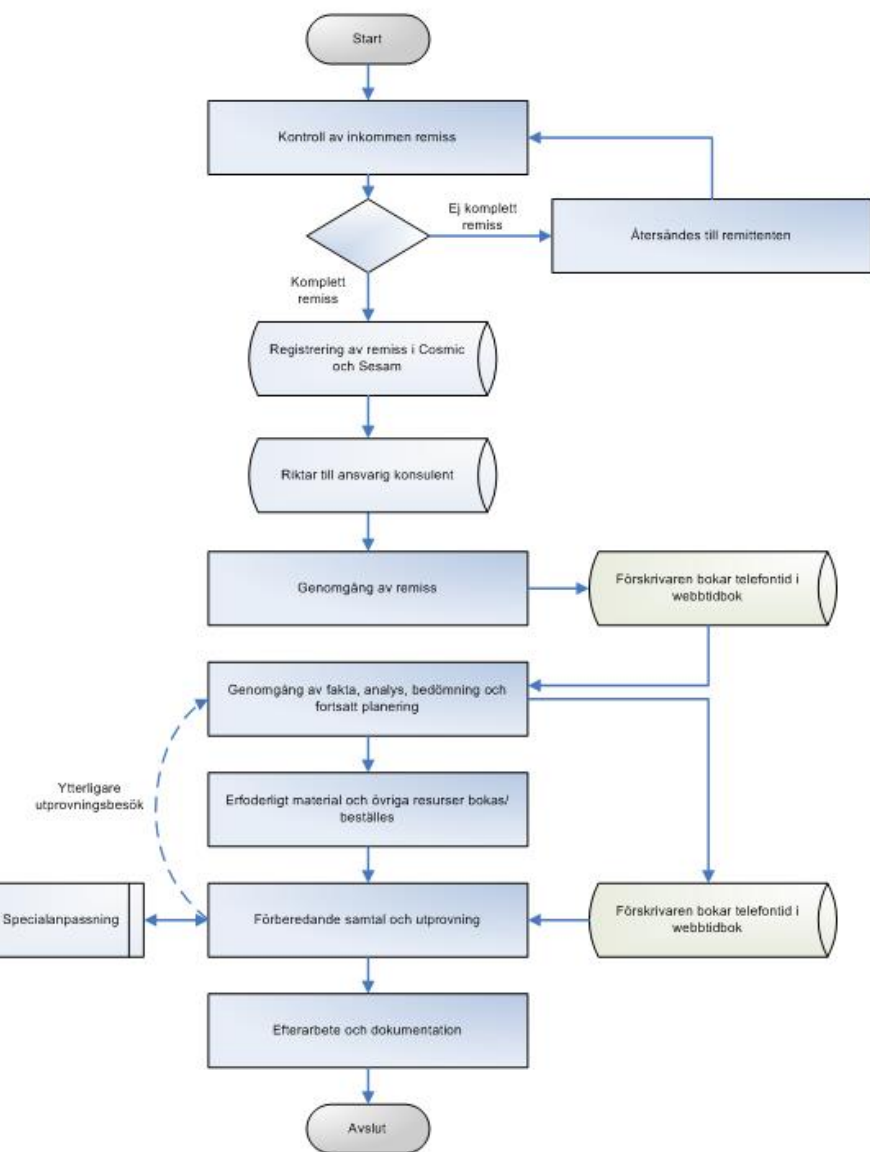 Start
Kontroll av inkommen remiss
Ej komplett
remiss
Återsändes till remittenten
Komplett
remiss
Registrering av remiss i Cosmic
och Sesam
Riktar till ansvarig konsulent
Genomgång av remiss
Förskrivaren bokar telefontid i
webbtidbok
Genomgång av fakta, analys, bedömning och
fortsatt planering
Ytterligare
utprovningsbesök
Erfoderligt material och övriga resurser bokas/
beställes
Specialanpassning
Förberedande samtal och utprovning
Förskrivaren bokar telefontid i
webbtidbok
Efterarbete och dokumentation
Avslut